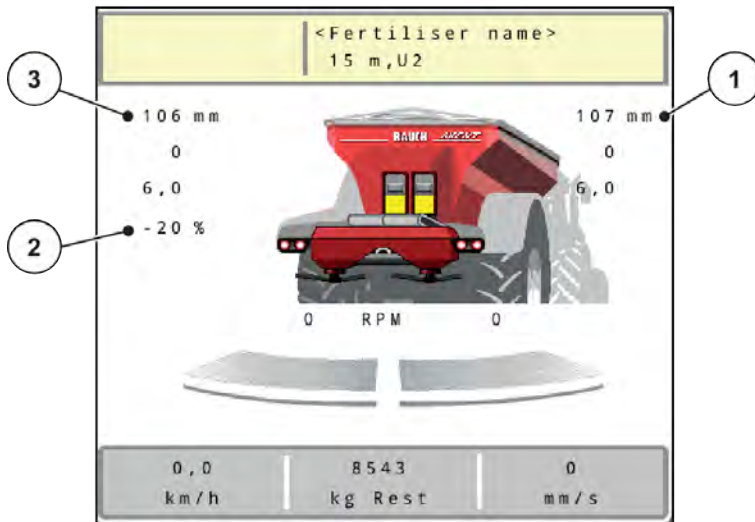 <Fertiliser name>
15 m,U2
3
1
106 mm
107 mm
RAUCH AXENT
0
0
6,0
6,0
2
-20 %
0 RPM 0
0,0
8543
0
km/h
kg Rest
mm/s